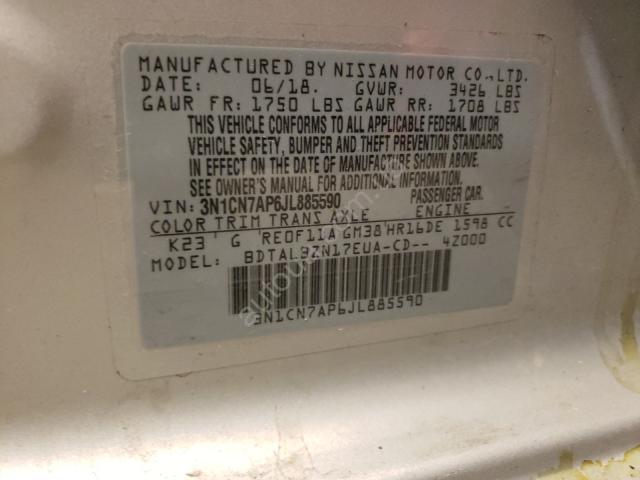 MANUFACTURED BY NISSAN MOTOR CO., LTD.
DATE: 06/18. GVWR: 3426 LBS
GAWR FR: 1750 LBS GAWR RR: 1708 LBS
THIS VEHICLE CONFORMS TO ALL APPLICABLE FEDERAL MOTOR
VEHICLE SAFETY, BUMPER AND THEFT PREVENTION STANDARDS
IN EFFECT ON THE DATE OF MANUFACTURE SHOWN ABOVE.
SEE OWNER'S MANUAL FOR ADDITIONAL INFORMATION
VIN: 3N1CN7AP6JL885590 PASSENGER CAR.
COLOR TRIM TRANS AXLE ENGINE
K23 G RE0F11A GM38 HR16DE 1598 CC
MODEL: BDTAL9ZN17EUA-CD-- 4Z000
3N1CN7AP6JL885590